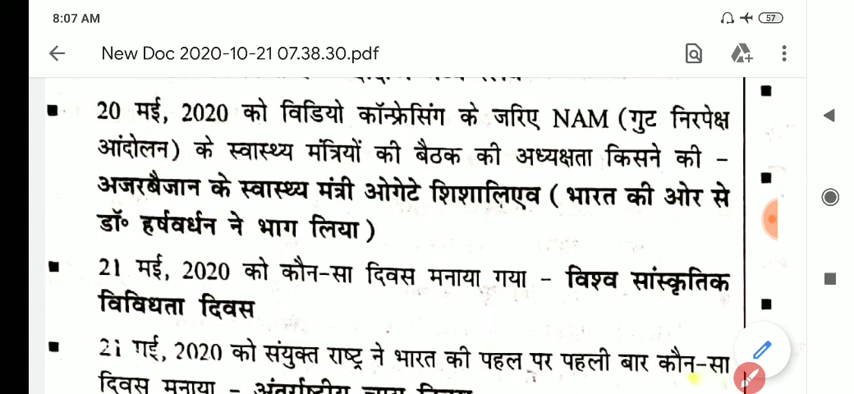 8:07 AM
57
New Doc 2020-10-21 07.38.30.pdf
20 मई, 2020 को विडियो कॉन्फ्रेसिंग के जरिए NAM (गुट निरपेक्ष
आंदोलन) के स्वास्थ्य मंत्रियों की बैठक की अध्यक्षता किसने की –
अजरबैजान के स्वास्थ्य मंत्री ओगेटे शिशालिएव ( भारत की ओर से
डॉ॰ हर्षवर्धन ने भाग लिया )
21 मई, 2020 को कौन-सा दिवस मनाया गया – विश्व सांस्कृतिक
विविधता दिवस
21 मई, 2020 को संयुक्त राष्ट्र ने भारत की पहल पर पहली बार कौन-सा
दिवस मनाया –